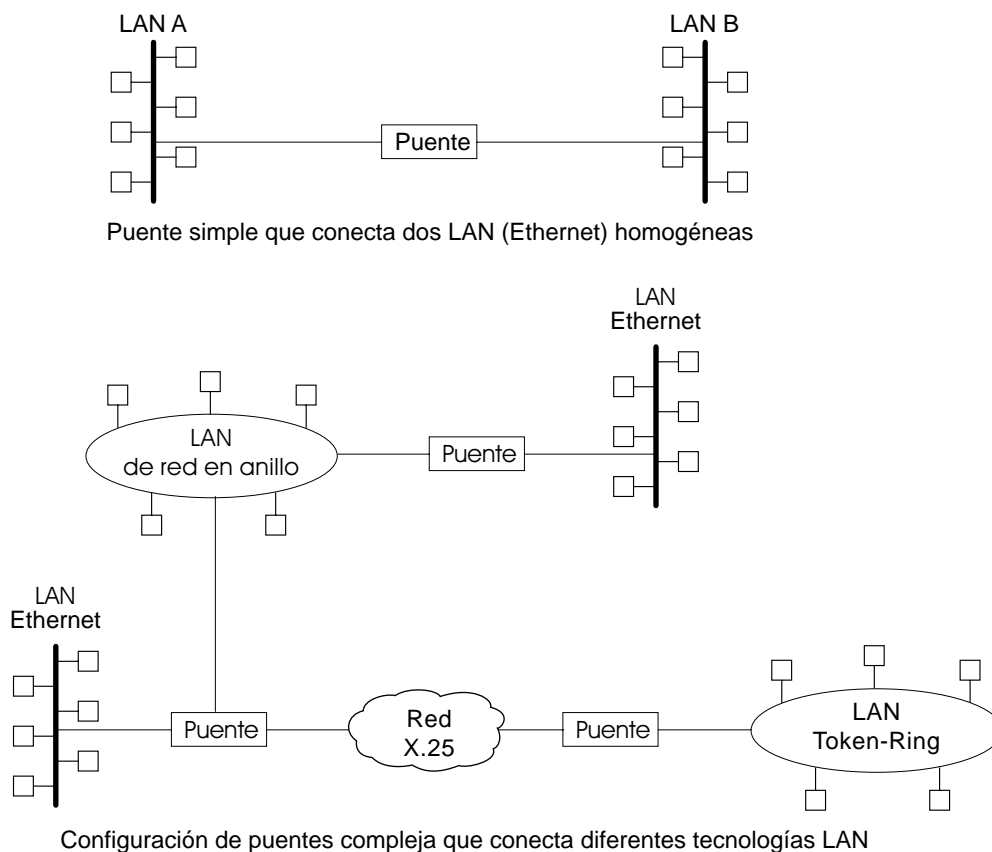 LAN A
LAN B
Puente
Puente simple que conecta dos LAN (Ethernet) homogéneas
LAN
Ethernet
LAN
de red en anillo
Puente
LAN
Ethernet
Puente
Red
X.25
Puente
LAN
Token-Ring
Configuración de puentes compleja que conecta diferentes tecnologías LAN